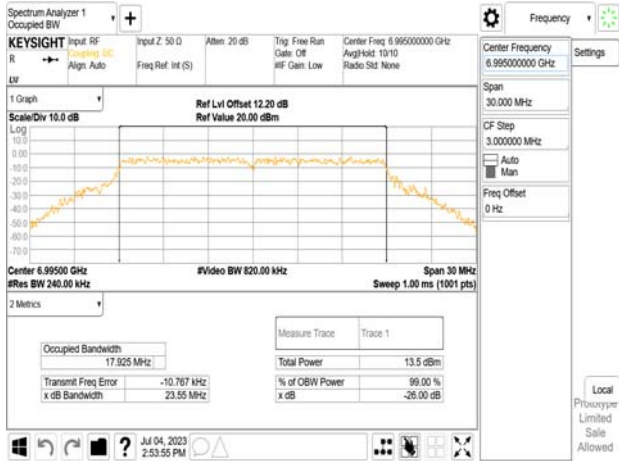 Spectrum Analyzer 1
Occupied BW
+
Frequency
KEYSIGHT
R
LXI
Input: RF
Coupling: DC
Align: Auto
Input Z: 50 Ω
Freq Ref: Int (S)
Atten: 20 dB
Trig: Free Run
Gate: Off
#IF Gain: Low
Center Freq: 6.995000000 GHz
Avg|Hold: 10/10
Radio Std: None
Center Frequency
6.995000000 GHz
Settings
Span
30.000 MHz
CF Step
3.000000 MHz
Auto
Man
Freq Offset
0 Hz
1 Graph
Scale/Div 10.0 dB
Ref Lvl Offset 12.20 dB
Ref Value 20.00 dBm
Log
10.0
0.00
-10.0
-20.0
-30.0
-40.0
-50.0
-60.0
-70.0
Center 6.99500 GHz
#Res BW 240.00 kHz
#Video BW 820.00 kHz
Span 30 MHz
Sweep 1.00 ms (1001 pts)
2 Metrics
Measure Trace Trace 1
Occupied Bandwidth
17.925 MHz
Total Power 13.5 dBm
Transmit Freq Error -10.767 kHz
% of OBW Power 99.00 %
x dB Bandwidth 23.55 MHz
x dB -26.00 dB
Local
Prototype
Limited
Sale
Allowed
?
Jul 04, 2023
2:53:55 PM